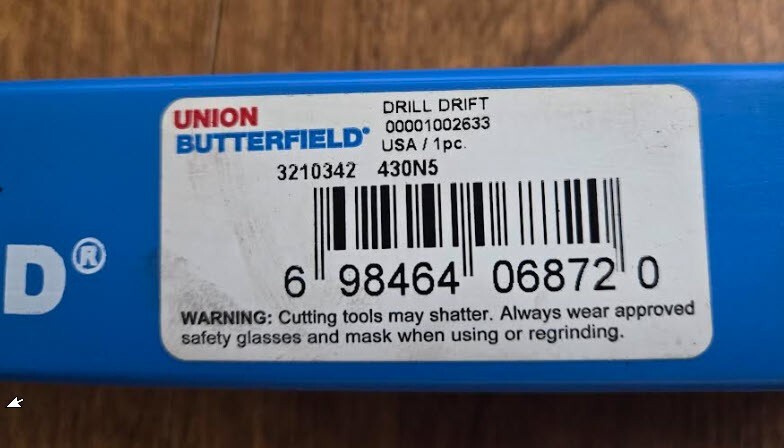 UNION
BUTTERFIELD®
DRILL DRIFT
00001002633
USA / 1pc.
3210342 430N5
6 98464 06872 0
WARNING: Cutting tools may shatter. Always wear approved
safety glasses and mask when using or regrinding.
D®